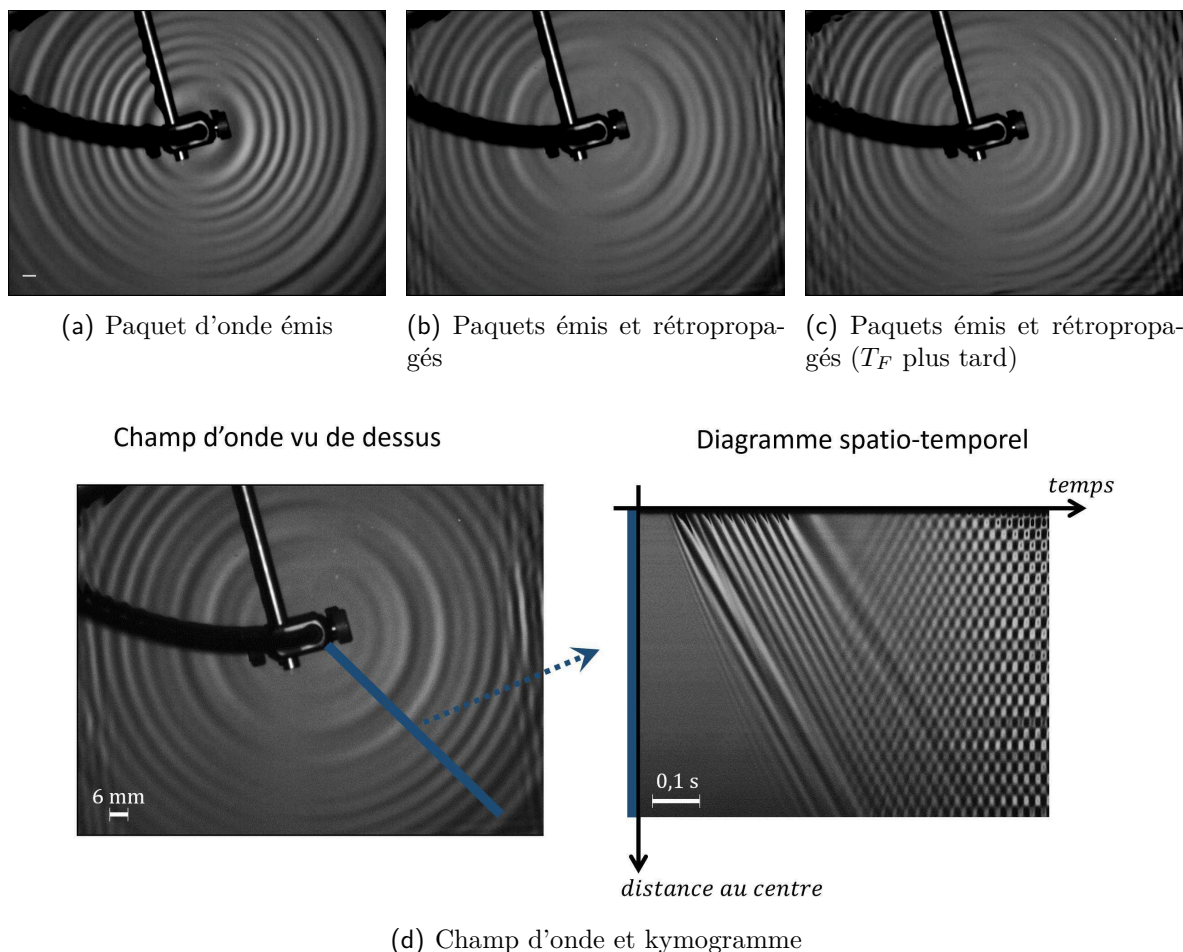 (a) Paquet d'onde émis
(b) Paquets émis et rétropropa-
gés
(c) Paquets émis et rétropropa-
gés (T_F plus tard)
Champ d'onde vu de dessus
Diagramme spatio-temporel
temps
6 mm
0,1 s
distance au centre
(d) Champ d'onde et kymogramme